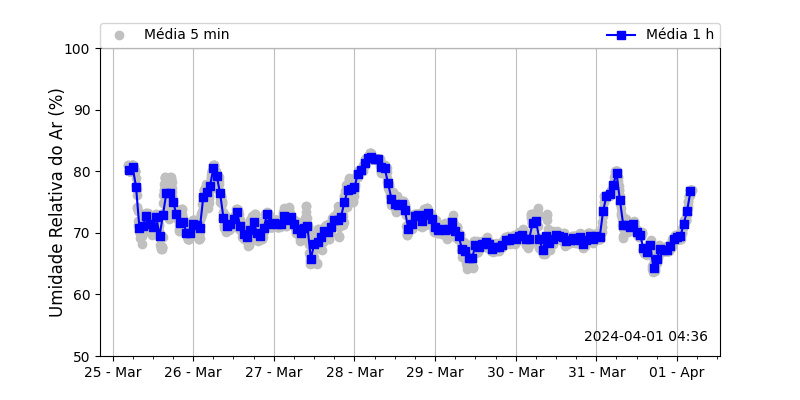 Média 5 min Média 1 h
100
90
80
70
60
50
Umidade Relativa do Ar (%)
2024-04-01 04:36
25 - Mar 26 - Mar 27 - Mar 28 - Mar 29 - Mar 30 - Mar 31 - Mar 01 - Apr